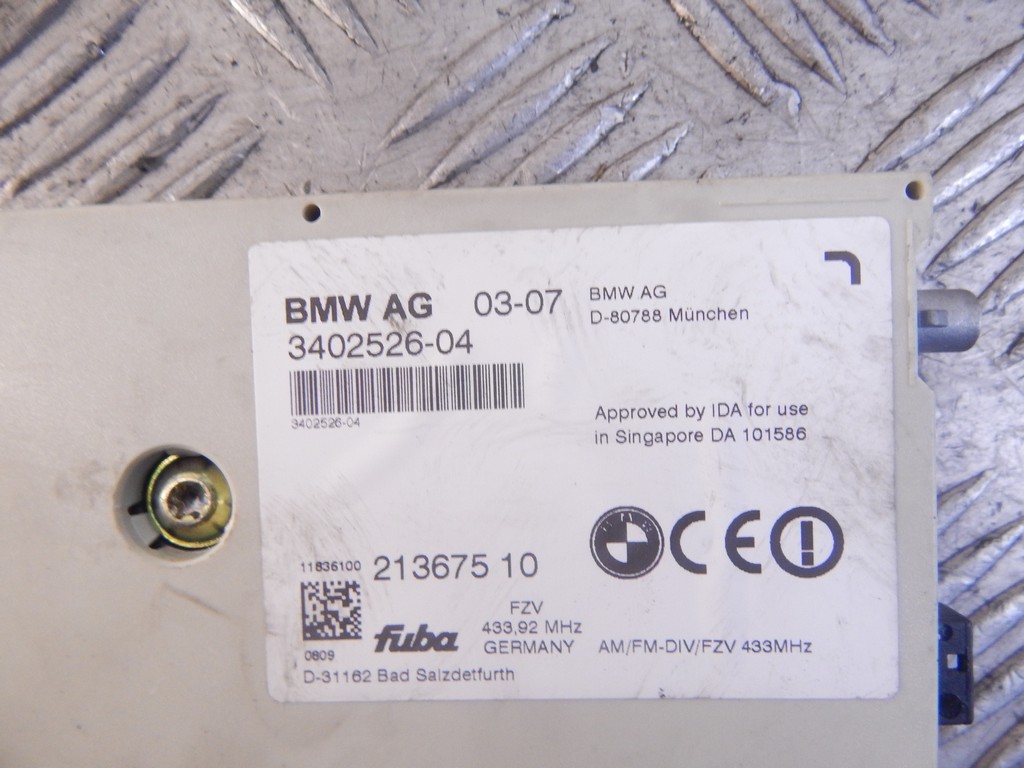 BMW AG 03-07
3402526-04
3402526-04
BMW AG
D-80788 München
Approved by IDA for use
in Singapore DA 101586
11836100
213675 10
0809
fuba
FZV
433,92 MHz
GERMANY
D-31162 Bad Salzdetfurth
CE
AM/FM-DIV/FZV 433MHz